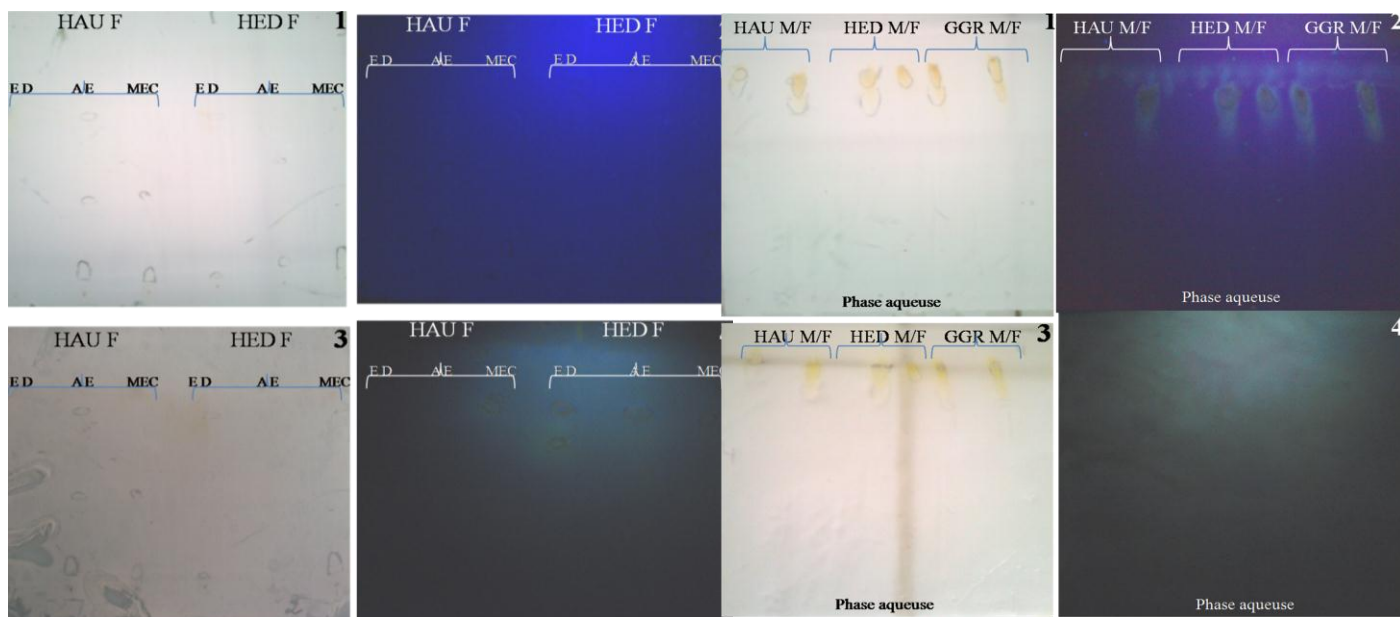 HAU F HED F 1
E D A E MEC E D A E MEC
HAU F HED F
E D A E MEC E D A E MEC
HAU M/F HED M/F GGR M/F 1
Phase aqueuse
HAU M/F HED M/F GGR M/F 2
Phase aqueuse
HAU F HED F 3
E D A E MEC E D A E MEC
HAU F HED F
E D A E MEC E D A E MEC
HAU M/F HED M/F GGR M/F 3
Phase aqueuse
4
Phase aqueuse